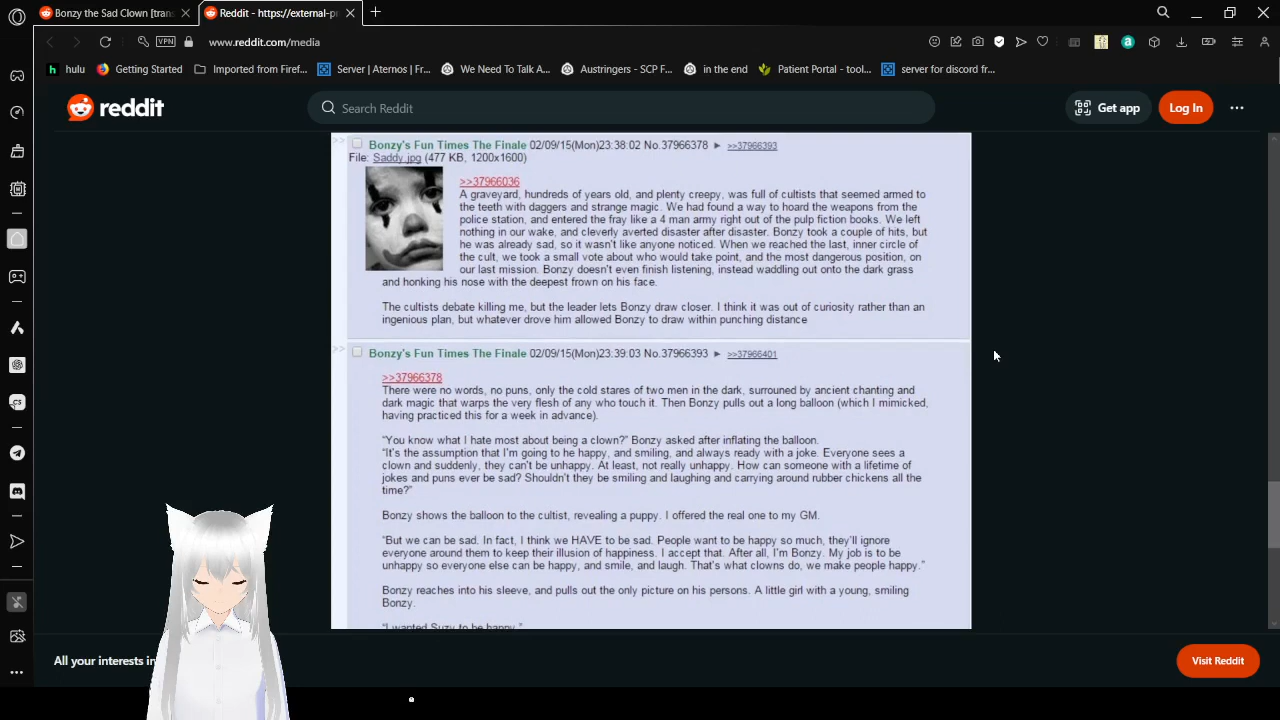 Bonzy the Sad Clown [tran
Reddit - https://external-pr
VPN
www.reddit.com/media
hulu
Getting Started
Imported from Firef...
Server | Aternos | Fr...
We Need To Talk A...
Austringers - SCP F...
in the end
Patient Portal - tool...
server for discord fr...
reddit
Search Reddit
Get app
Log In
>> Bonzy's Fun Times The Finale 02/09/15(Mon)23:38:02 No.37966378 ► >>37966393
File: Saddy.jpg (477 KB, 1200x1600)
>>37966036
A graveyard, hundreds of years old, and plenty creepy, was full of cultists that seemed armed to
the teeth with daggers and strange magic. We had found a way to hoard the weapons from the
police station, and entered the fray like a 4 man army right out of the pulp fiction books. We left
nothing in our wake, and cleverly averted disaster after disaster. Bonzy took a couple of hits, but
he was already sad, so it wasn't like anyone noticed. When we reached the last, inner circle of
the cult, we took a small vote about who would take point, and the most dangerous position, on
our last mission. Bonzy doesn't even finish listening, instead waddling out onto the dark grass
and honking his nose with the deepest frown on his face.
The cultists debate killing me, but the leader lets Bonzy draw closer. I think it was out of curiosity rather than an
ingenious plan, but whatever drove him allowed Bonzy to draw within punching distance
>> Bonzy's Fun Times The Finale 02/09/15(Mon)23:39:03 No.37966393 ► >>37966401
>>37966378
There were no words, no puns, only the cold stares of two men in the dark, surrouned by ancient chanting and
dark magic that warps the very flesh of any who touch it. Then Bonzy pulls out a long balloon (which I mimicked,
having practiced this for a week in advance).
"You know what I hate most about being a clown?" Bonzy asked after inflating the balloon.
"It's the assumption that I'm going to he happy, and smiling, and always ready with a joke. Everyone sees a
clown and suddenly, they can't be unhappy. At least, not really unhappy. How can someone with a lifetime of
jokes and puns ever be sad? Shouldn't they be smiling and laughing and carrying around rubber chickens all the
time?"
Bonzy shows the balloon to the cultist, revealing a puppy. I offered the real one to my GM.
"But we can be sad. In fact, I think we HAVE to be sad. People want to be happy so much, they'll ignore
everyone around them to keep their illusion of happiness. I accept that. After all, I'm Bonzy. My job is to be
unhappy so everyone else can be happy, and smile, and laugh. That's what clowns do, we make people happy."
Bonzy reaches into his sleeve, and pulls out the only picture on his persons. A little girl with a young, smiling
Bonzy.
"I wanted Suzy to be happy."
All your interests in
Visit Reddit